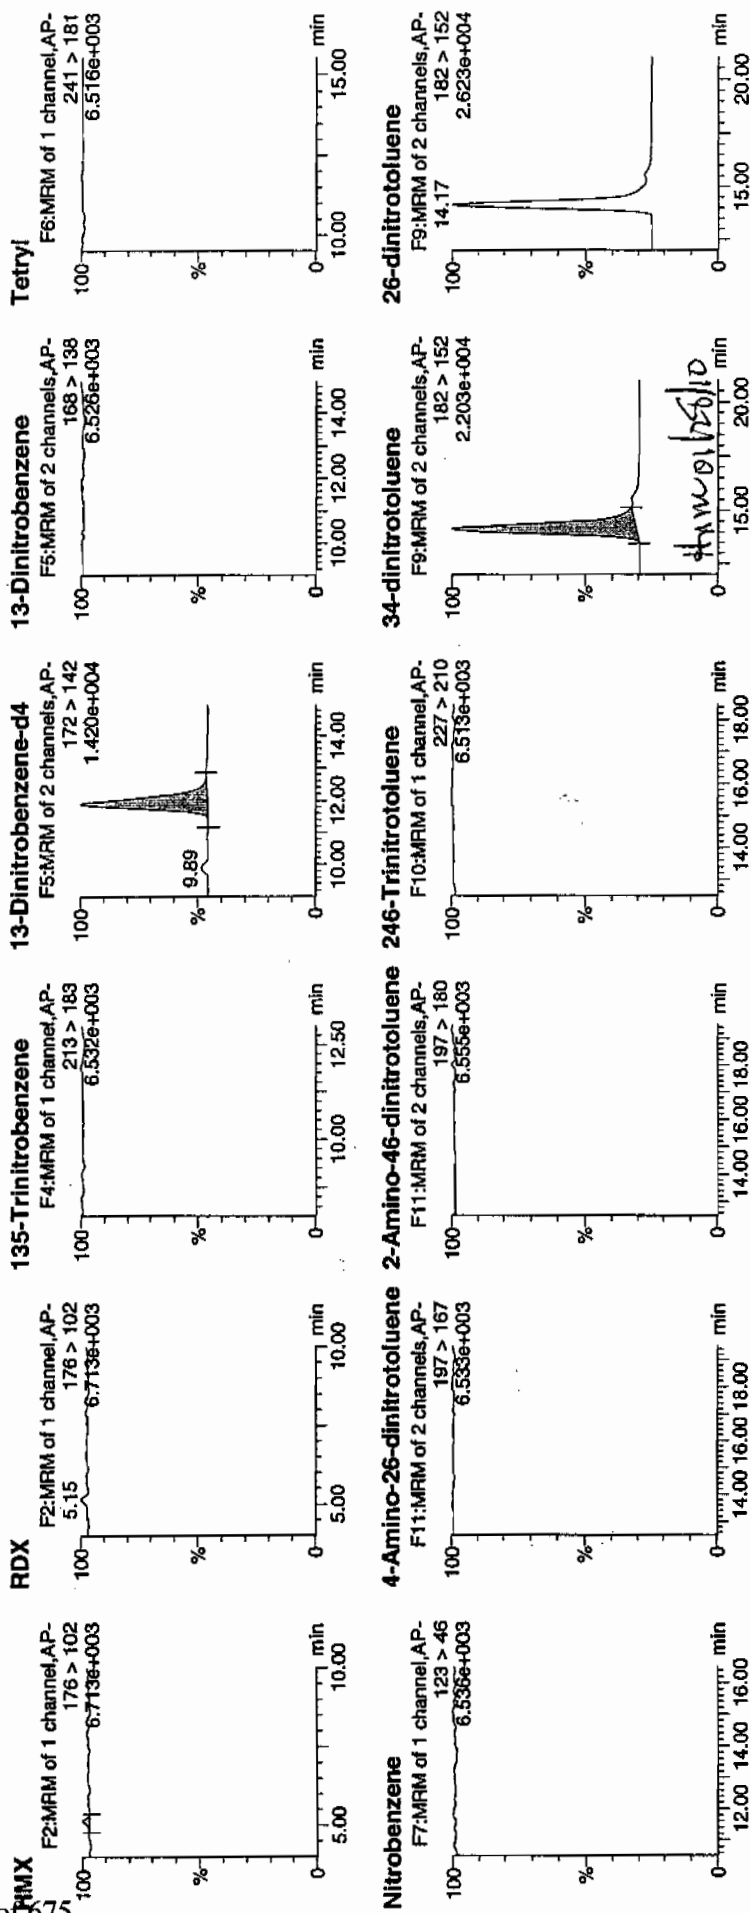 HMX
F2:MRM of 1 channel,AP-
176 > 102
6.713e+003
100
%
0
5.00 10.00 min
RDX
F2:MRM of 1 channel,AP-
5.15 176 > 102
6.713e+003
100
%
0
5.00 10.00 min
135-Trinitrobenzene
F4:MRM of 1 channel,AP-
213 > 183
6.532e+003
100
%
0
10.00 12.50 min
13-Dinitrobenzene-d4
F5:MRM of 2 channels,AP-
172 > 142
1.420e+004
100
9.89
%
0
10.00 12.00 14.00 min
13-Dinitrobenzene
F5:MRM of 2 channels,AP-
168 > 138
6.526e+003
100
%
0
10.00 12.00 14.00 min
Tetryl
F6:MRM of 1 channel,AP-
241 > 181
6.516e+003
100
%
0
10.00 15.00 min
Nitrobenzene
F7:MRM of 1 channel,AP-
123 > 46
6.536e+003
100
%
0
12.00 14.00 16.00 min
4-Amino-26-dinitrotoluene
F11:MRM of 2 channels,AP-
197 > 167
6.533e+003
100
%
0
14.00 16.00 18.00 min
2-Amino-46-dinitrotoluene
F11:MRM of 2 channels,AP-
197 > 180
6.555e+003
100
%
0
14.00 16.00 18.00 min
246-Trinitrotoluene
F10:MRM of 1 channel,AP-
227 > 210
6.513e+003
100
%
0
14.00 16.00 18.00 min
34-dinitrotoluene
F9:MRM of 2 channels,AP-
182 > 152
2.203e+004
100
%
0
15.00 20.00 min
26-dinitrotoluene
F9:MRM of 2 channels,AP-
14.17 182 > 152
2.623e+004
100
%
0
15.00 20.00 min
675